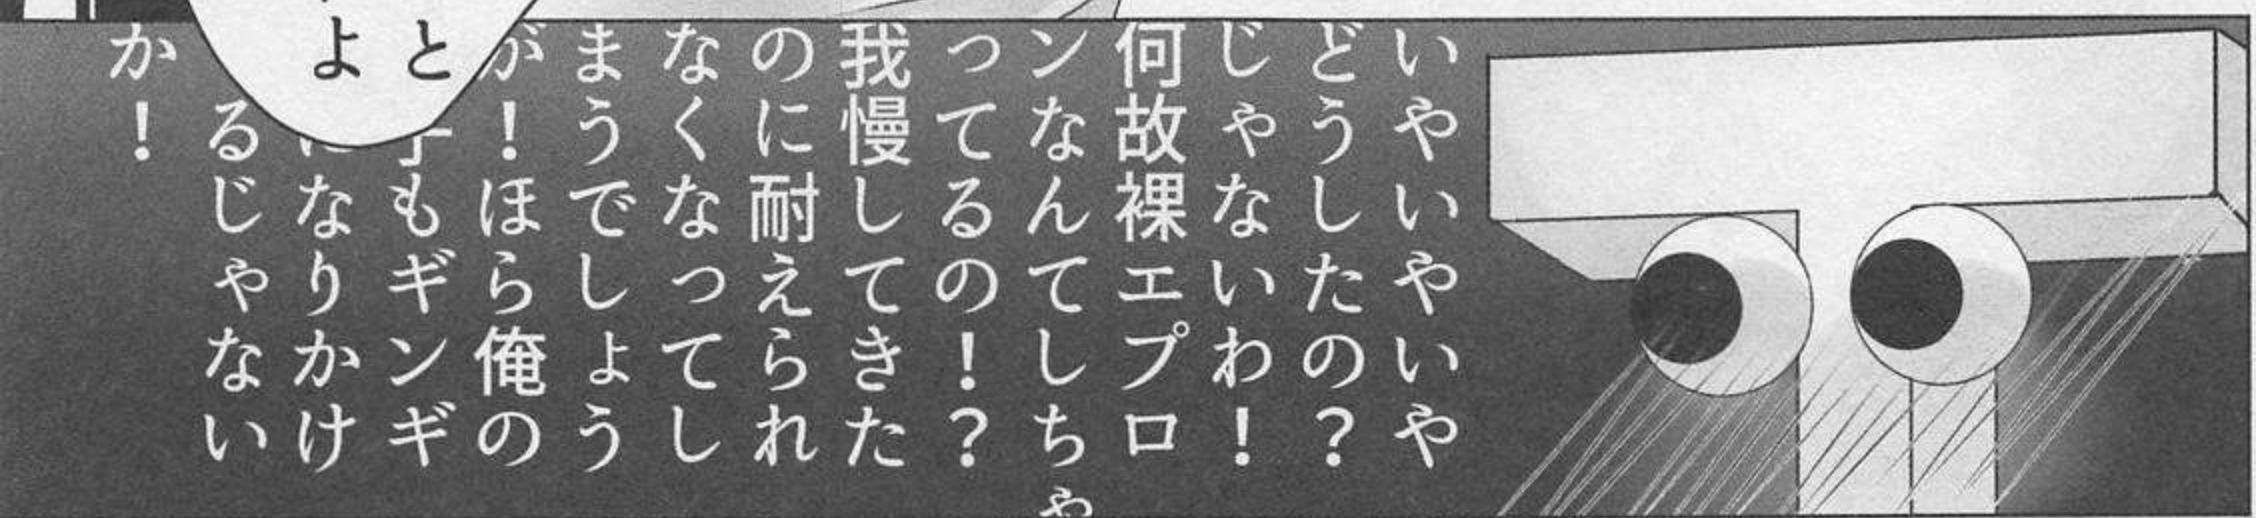 いやいやいや
どうしたの？
じゃないわ！
何故裸エプロ
ンなんてしちゃ
ってるの！？
我慢してきた
のに耐えられ
なくなってし
まうでしょう
が！ほら俺の
もギンギ
なりかけ
るじゃない
か！
と
よ